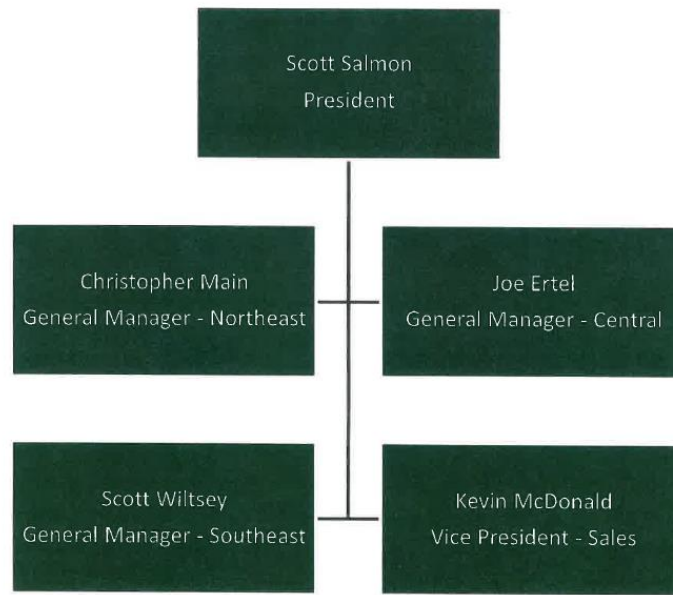 Scott Salmon
President
Christopher Main
General Manager - Northeast
Joe Ertel
General Manager - Central
Scott Wiltsey
General Manager - Southeast
Kevin McDonald
Vice President - Sales